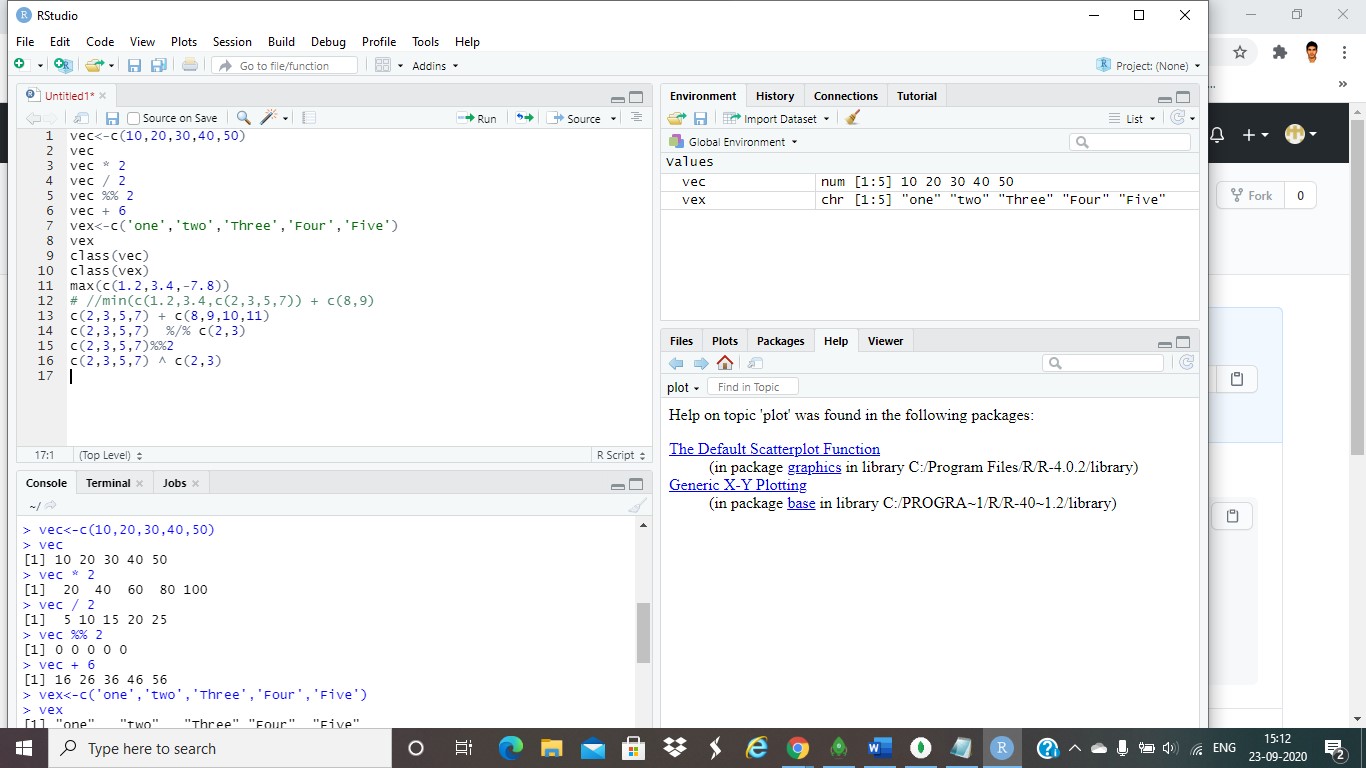 RStudio
File Edit Code View Plots Session Build Debug Profile Tools Help
Go to file/function
Addins
Project: (None)
Untitled1*
Source on Save
Run
Source
1 vec<-c(10,20,30,40,50)
2 vec
3 vec * 2
4 vec / 2
5 vec %% 2
6 vec + 6
7 vex<-c('one','two','Three','Four','Five')
8 vex
9 class(vec)
10 class(vex)
11 max(c(1.2,3.4,-7.8))
12 # //min(c(1.2,3.4,c(2,3,5,7)) + c(8,9)
13 c(2,3,5,7) + c(8,9,10,11)
14 c(2,3,5,7)  %/% c(2,3)
15 c(2,3,5,7)%%2
16 c(2,3,5,7) ^ c(2,3)
17
17:1 (Top Level) R Script
Console Terminal Jobs
~/
> vec<-c(10,20,30,40,50)
> vec
[1] 10 20 30 40 50
> vec * 2
[1]  20  40  60  80 100
> vec / 2
[1]  5 10 15 20 25
> vec %% 2
[1] 0 0 0 0 0
> vec + 6
[1] 16 26 36 46 56
> vex<-c('one','two','Three','Four','Five')
> vex
[1] "one"   "two"   "Three" "Four"  "Five"
Environment History Connections Tutorial
Import Dataset
List
Global Environment
Values
vec num [1:5] 10 20 30 40 50
vex chr [1:5] "one" "two" "Three" "Four" "Five"
Files Plots Packages Help Viewer
plot Find in Topic
Help on topic 'plot' was found in the following packages:
The Default Scatterplot Function
(in package graphics in library C:/Program Files/R/R-4.0.2/library)
Generic X-Y Plotting
(in package base in library C:/PROGRA~1/R/R-40~1.2/library)
Fork 0
Type here to search
ENG
15:12
23-09-2020
2